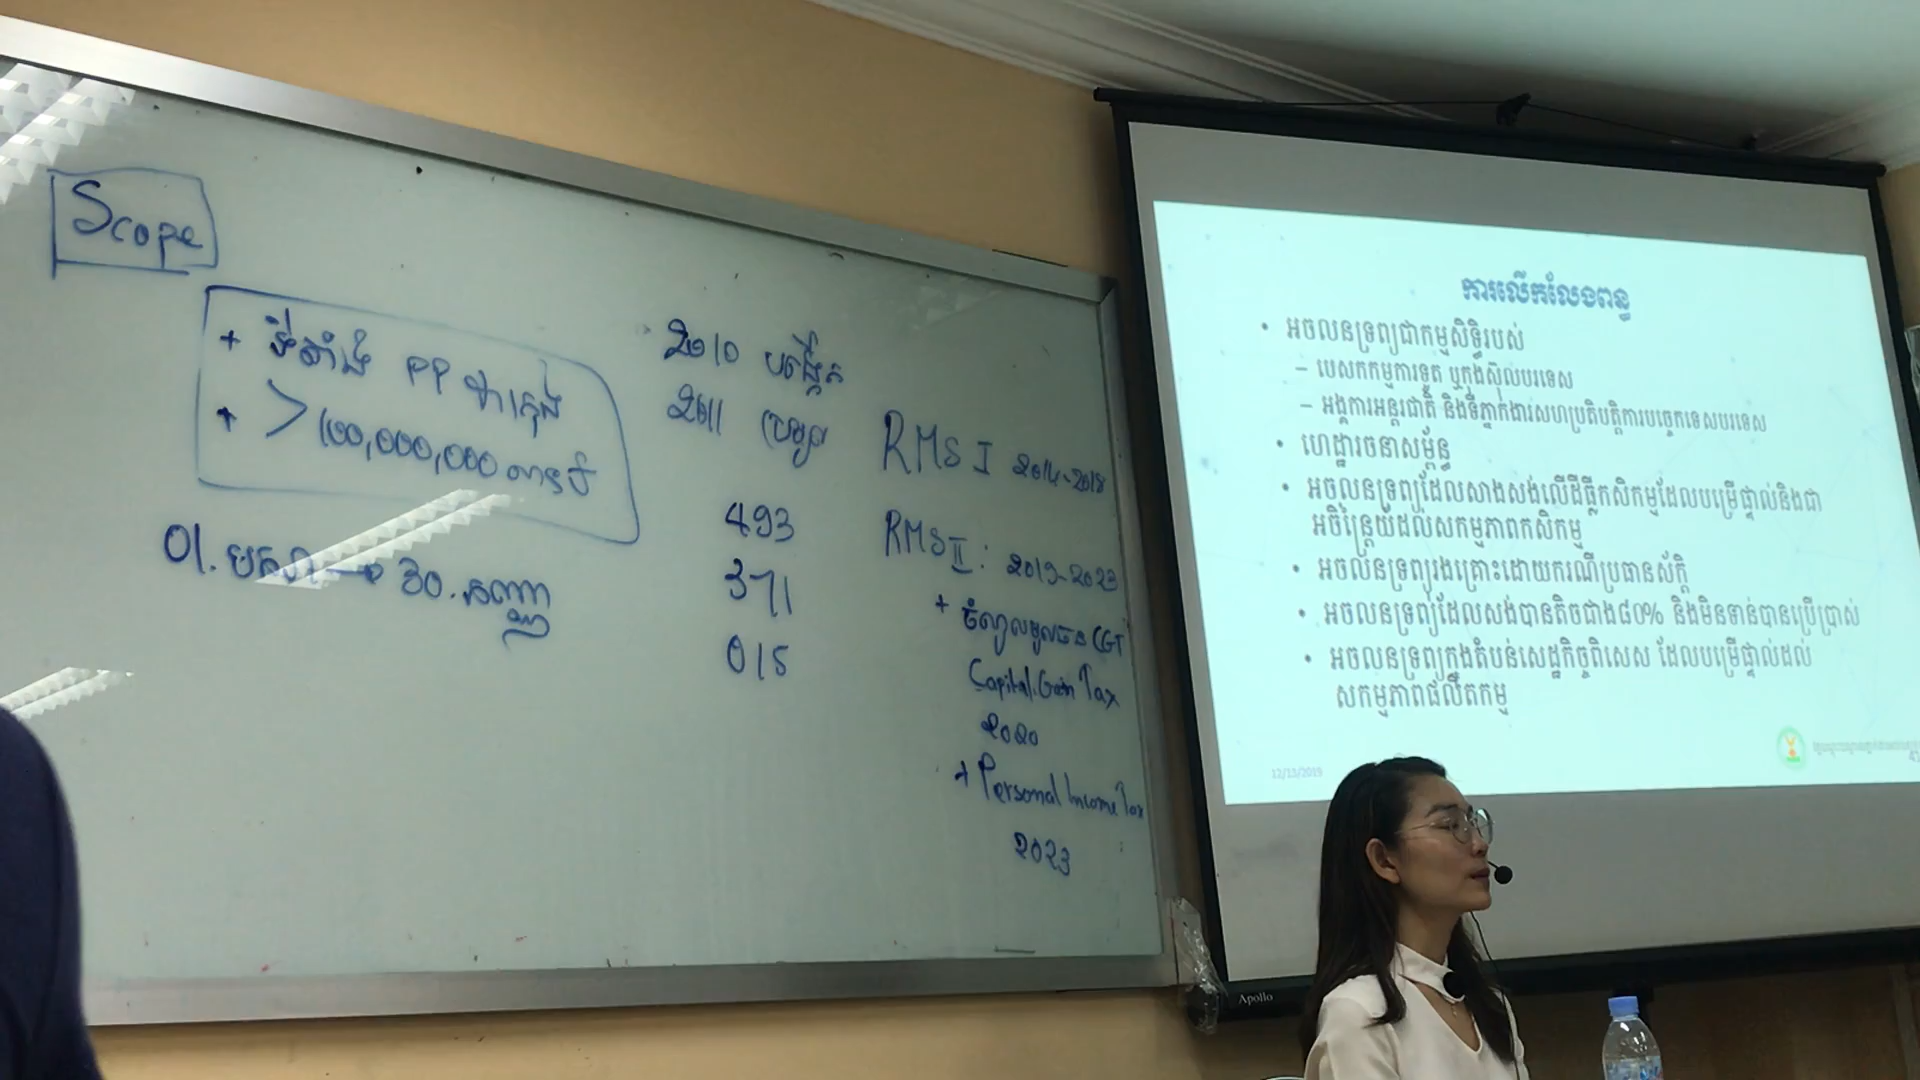 Scope
+ ទីតាំង PP
+ > 100,000,000
01. មករា → 30. កញ្ញា
2010 បង្កើត
2011
493
371
015
RMS I 2014-2018
RMS II : 2019-2023
+ ចំណូលមូលធន CGT
Capital Gain Tax
2020
+ Personal Income Tax
2023
ការលើកលែងពន្ធ
• អចលនទ្រព្យជាកម្មសិទ្ធិរបស់
– បេសកកម្មការទូត ឬកុងស៊ុលបរទេស
– អង្គការអន្តរជាតិ និងទីភ្នាក់ងារសហប្រតិបត្តិការបច្ចេកទេសបរទេស
• ហេដ្ឋារចនាសម្ព័ន្ធ
• អចលនទ្រព្យដែលសាងសង់លើដីធ្លីកសិកម្មដែលបម្រើផ្ទាល់និងជា
អចិន្ត្រៃយ៍ដល់សកម្មភាពកសិកម្ម
• អចលនទ្រព្យរងគ្រោះដោយករណីប្រធានស័ក្តិ
• អចលនទ្រព្យដែលសង់បានតិចជាង៨០% និងមិនទាន់បានប្រើប្រាស់
• អចលនទ្រព្យក្នុងតំបន់សេដ្ឋកិច្ចពិសេស ដែលបម្រើផ្ទាល់ដល់
សកម្មភាពផលិតកម្ម
12/13/2019
Apollo